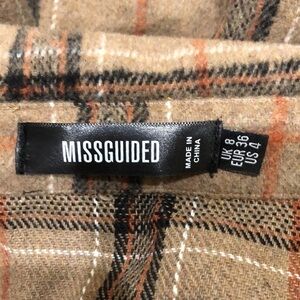 MISSGUIDED
MADE IN
CHINA
UK 8
EUR 36
US 4